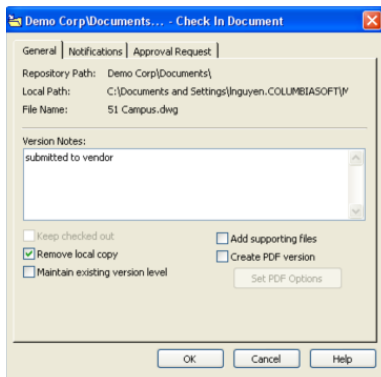 Demo Corp\Documents... - Check In Document
General Notifications Approval Request
Repository Path: Demo Corp\Documents\
Local Path: C:\Documents and Settings\lnguyen.COLUMBIASOFT\M
File Name: 51 Campus.dwg
Version Notes:
submitted to vendor
Keep checked out Add supporting files
Remove local copy Create PDF version
Maintain existing version level Set PDF Options
OK Cancel Help